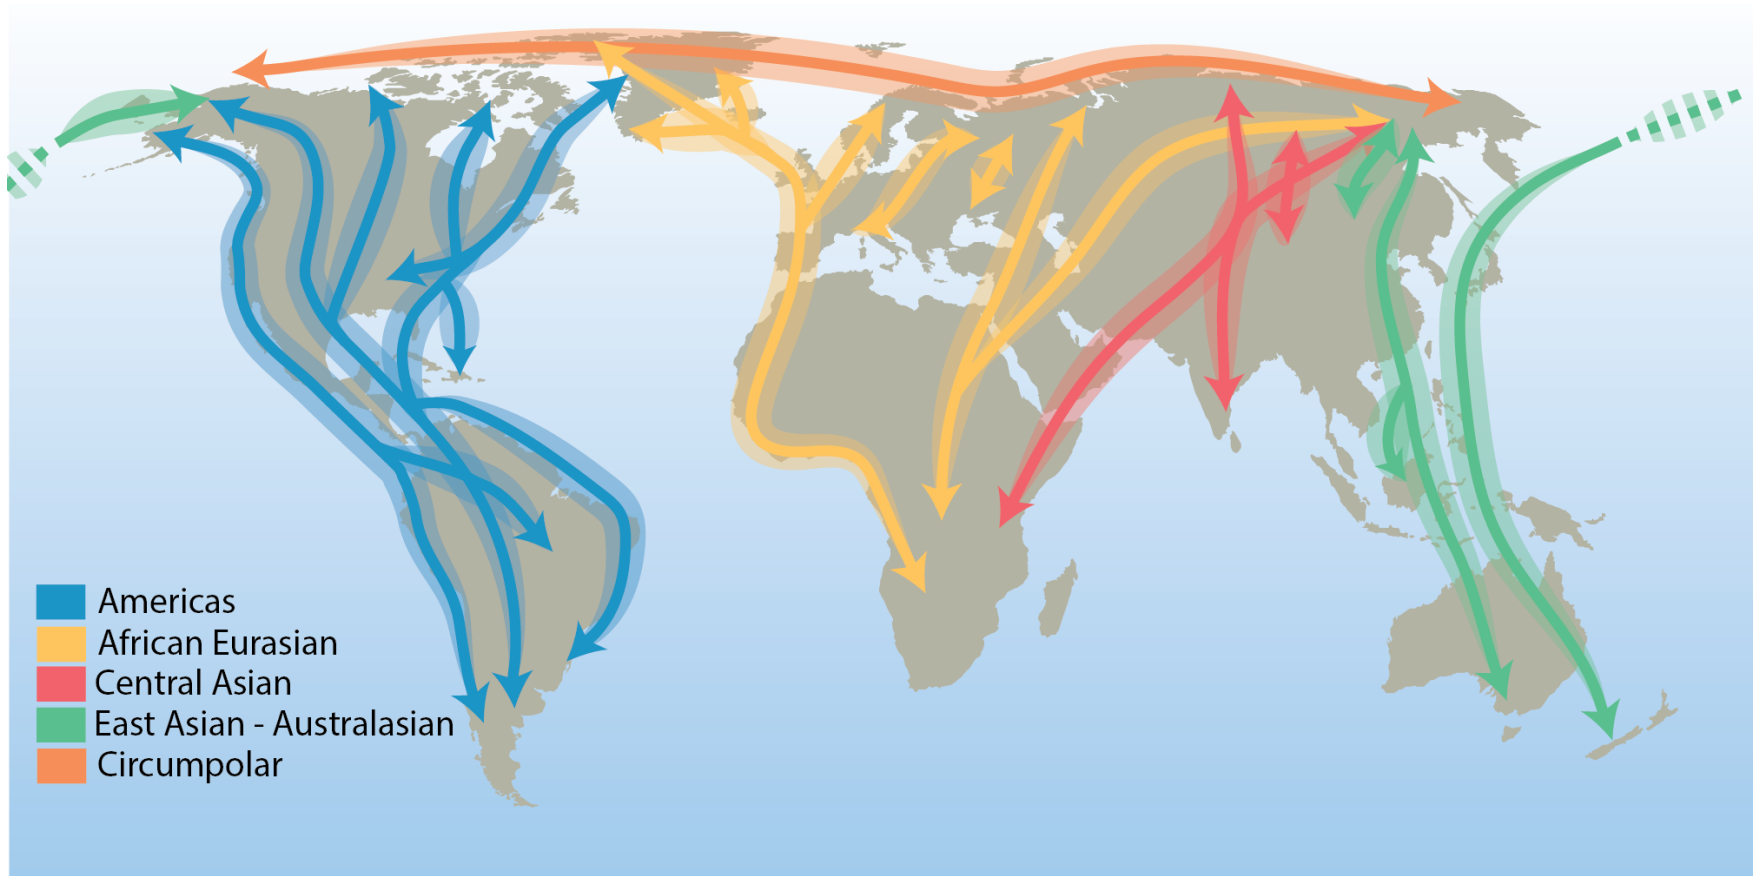 Americas
African Eurasian
Central Asian
East Asian - Australasian
Circumpolar